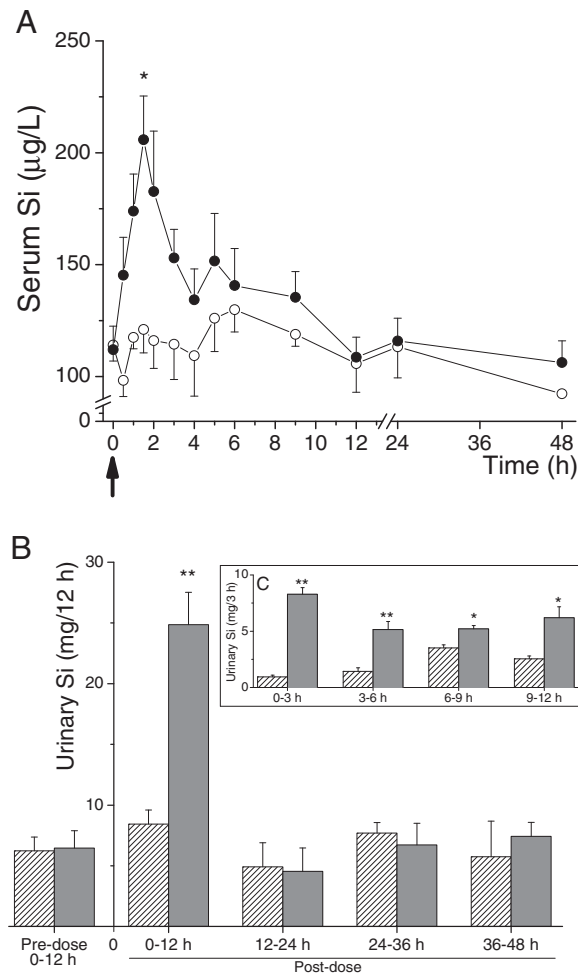 A
250
*
200
150
100
0
Serum Si (µg/L)
0 2 4 6 8 10 12 24 36 48
Time (h)
B
30
20
10
Urinary Si (mg/12 h)
**
C
10
5
0
Urinary Si (mg/3 h)
** ** * *
0-3 h 3-6 h 6-9 h 9-12 h
Pre-dose 0 0-12 h 12-24 h 24-36 h 36-48 h
0-12 h
Post-dose